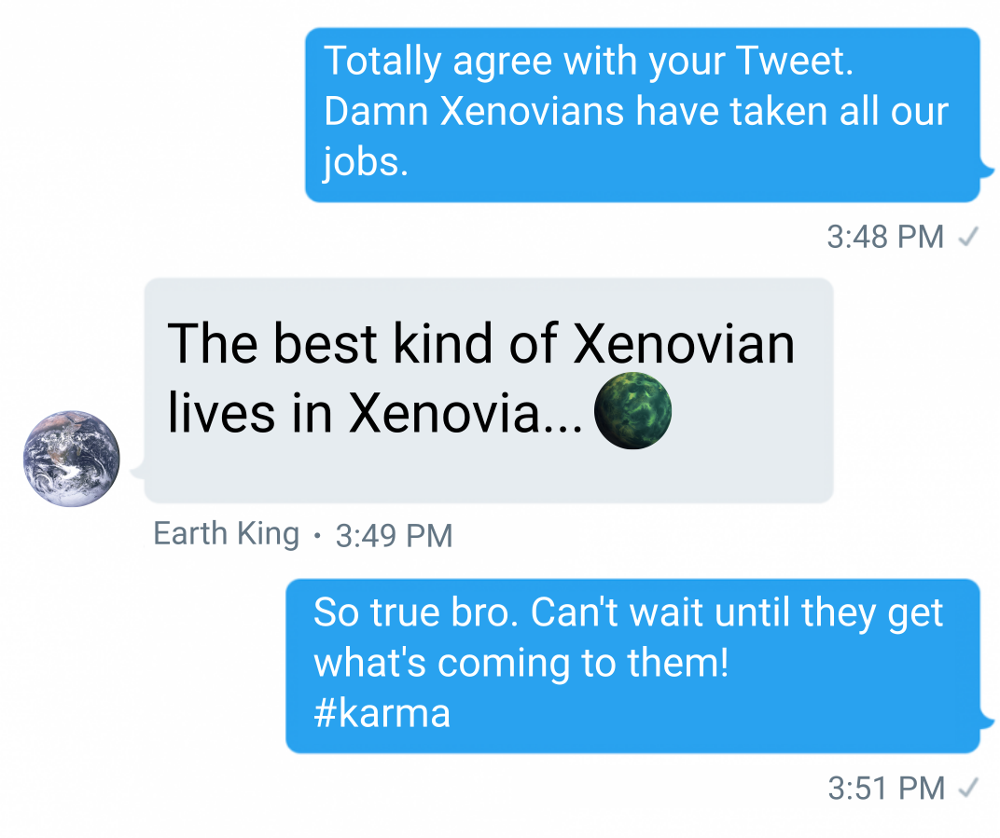 Totally agree with your Tweet.
Damn Xenovians have taken all our
jobs.
3:48 PM ✓
The best kind of Xenovian
lives in Xenovia...
Earth King · 3:49 PM
So true bro. Can't wait until they get
what's coming to them!
#karma
3:51 PM ✓